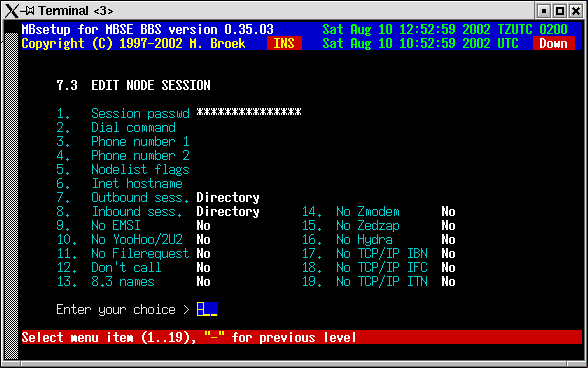 Terminal <3>
MBsetup for MBSE BBS version 0.35.03 Sat Aug 10 12:52:59 2002 TZUTC 0200
Copyright (C) 1997-2002 M. Broek INS Sat Aug 10 10:52:59 2002 UTC Down
7.3 EDIT NODE SESSION
1. Session passwd ***************
2. Dial command
3. Phone number 1
4. Phone number 2
5. Nodelist flags
6. Inet hostname
7. Outbound sess. Directory
8. Inbound sess. Directory 14. No Zmodem No
9. No EMSI No 15. No Zedzap No
10. No YooHoo/2U2 No 16. No Hydra No
11. No Filerequest No 17. No TCP/IP IBN No
12. Don't call No 18. No TCP/IP IFC No
13. 8.3 names No 19. No TCP/IP ITN No
Enter your choice > -
Select menu item (1..19), "-" for previous level